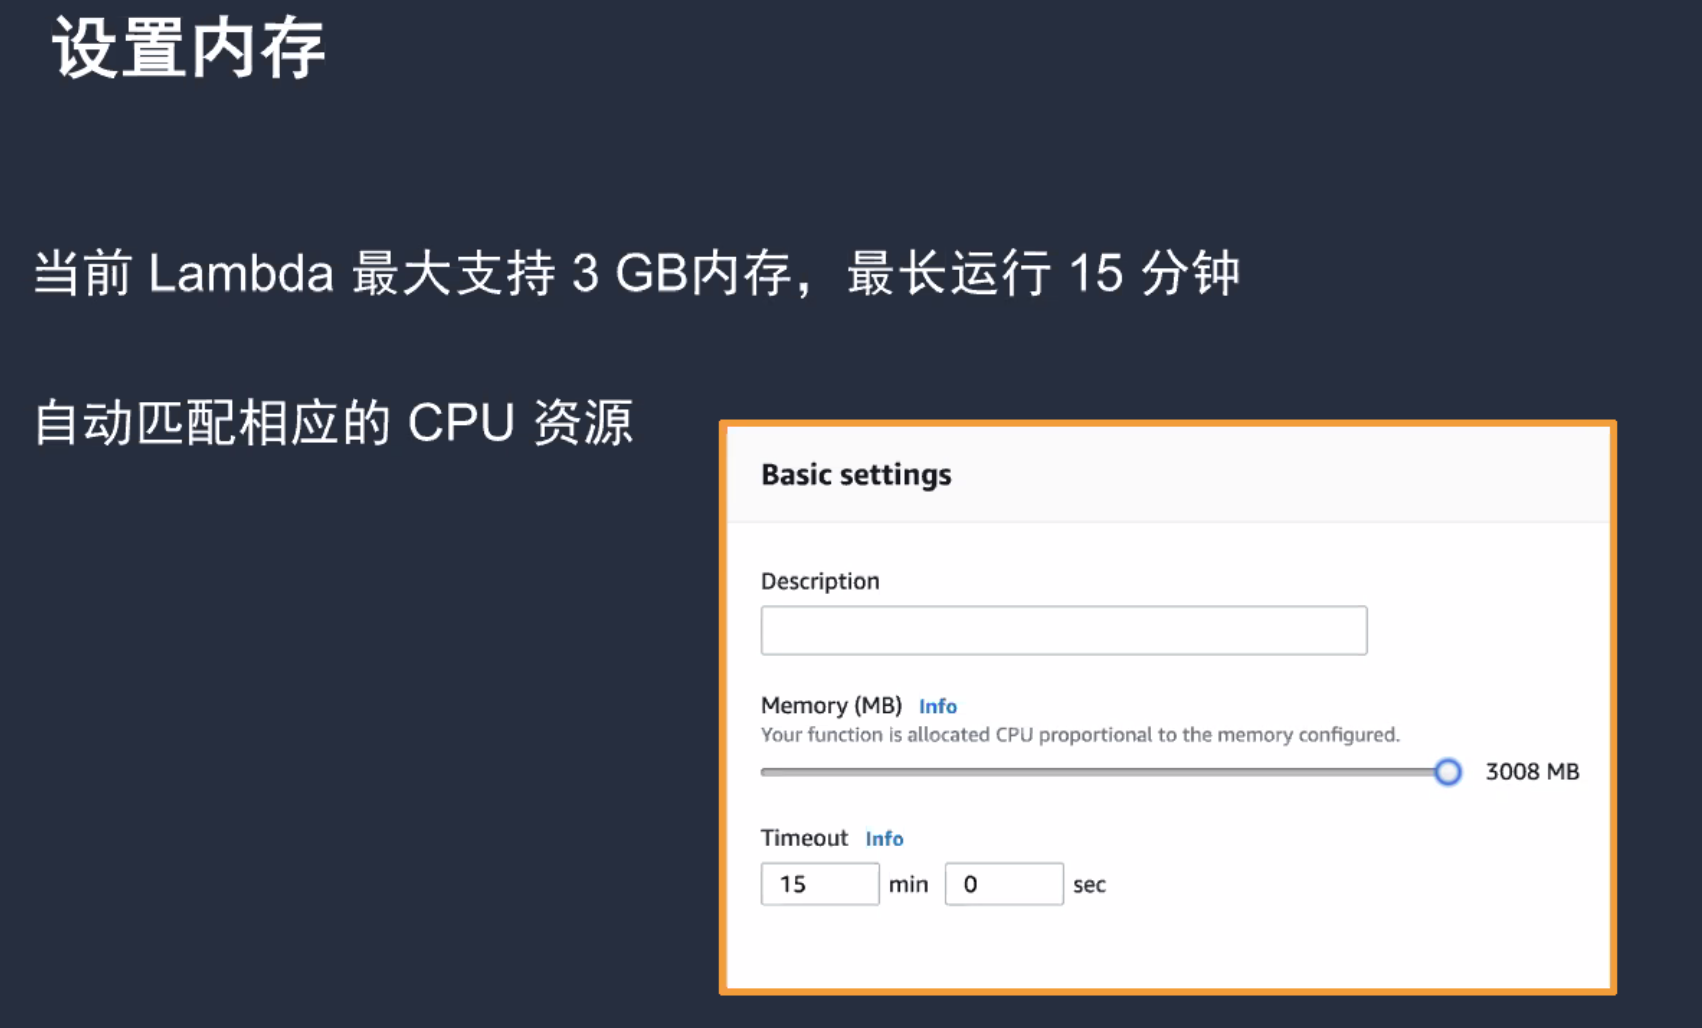 设置内存
当前 Lambda 最大支持 3 GB内存，最长运行 15 分钟
自动匹配相应的 CPU 资源
Basic settings
Description
Memory (MB) Info
Your function is allocated CPU proportional to the memory configured.
3008 MB
Timeout Info
15 min 0 sec